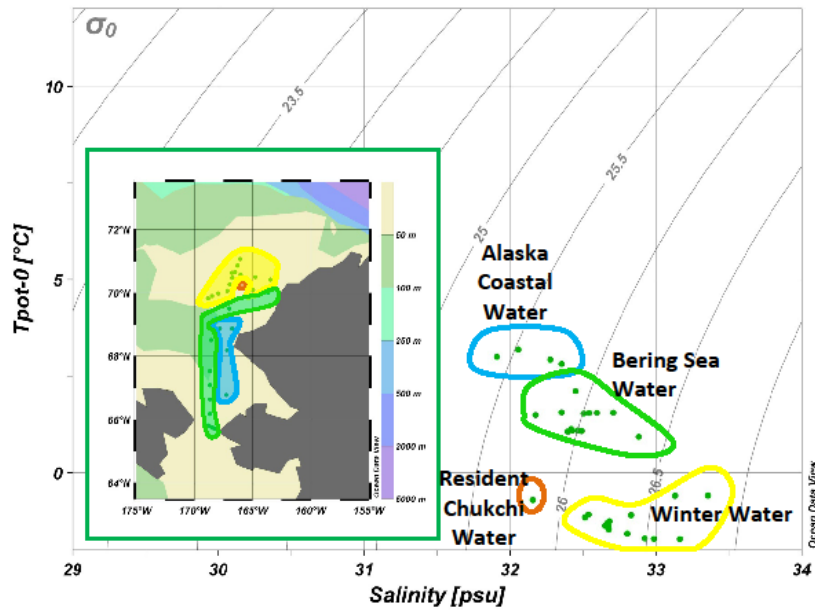 σ0
10
5
0
Tpot-0 [°C]
23.5
25
25.5
26
26.5
Alaska
Coastal
Water
Bering Sea
Water
Resident
Chukchi
Water
Winter Water
72°W
70°W
68°W
66°W
64°W
175°W
170°W
165°W
160°W
155°W
50 m
100 m
250 m
500 m
2000 m
5000 m
Ocean Data View
Ocean Data View
29
30
31
32
33
34
Salinity [psu]